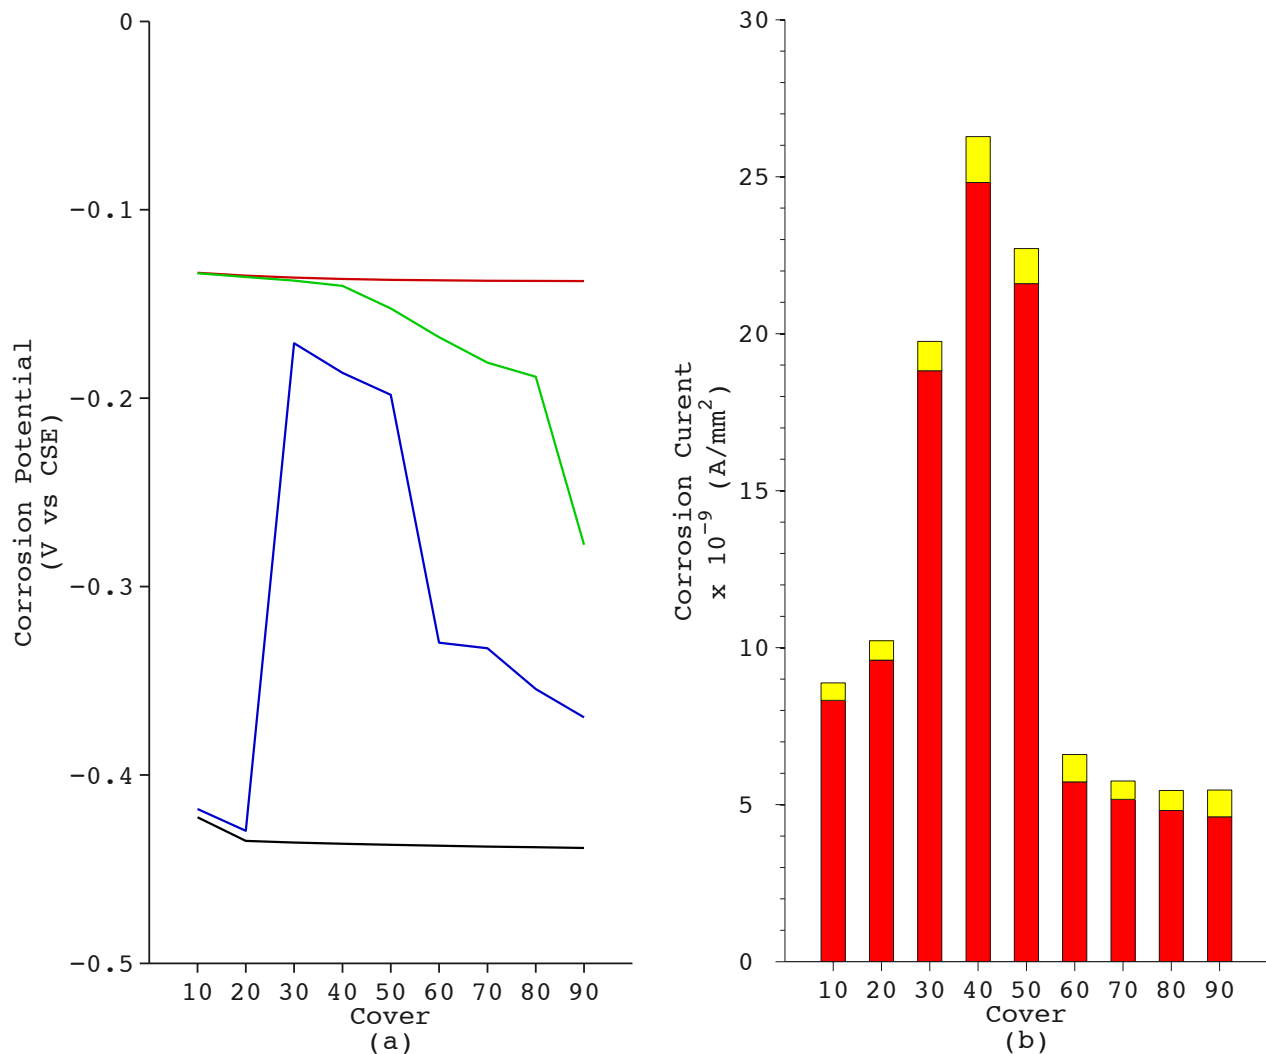 0
−0.1
−0.2
−0.3
−0.4
−0.5
Corrosion Potential
(V vs CSE)
10 20 30 40 50 60 70 80 90
Cover
(a)
30
25
20
15
10
5
0
Corrosion Curent
x 10⁻⁹ (A/mm²)
10 20 30 40 50 60 70 80 90
Cover
(b)